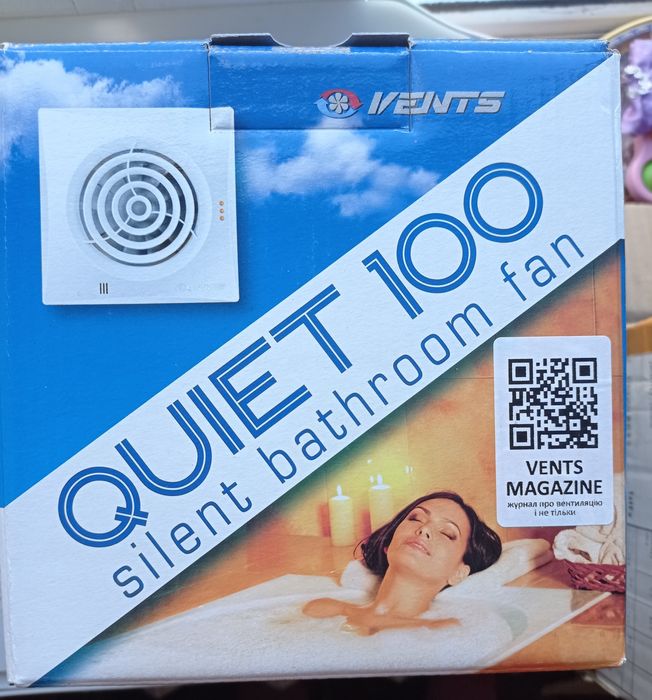 VENTS
QUIET 100
silent bathroom fan
VENTS
MAGAZINE
журнал про вентиляцію
і не тільки